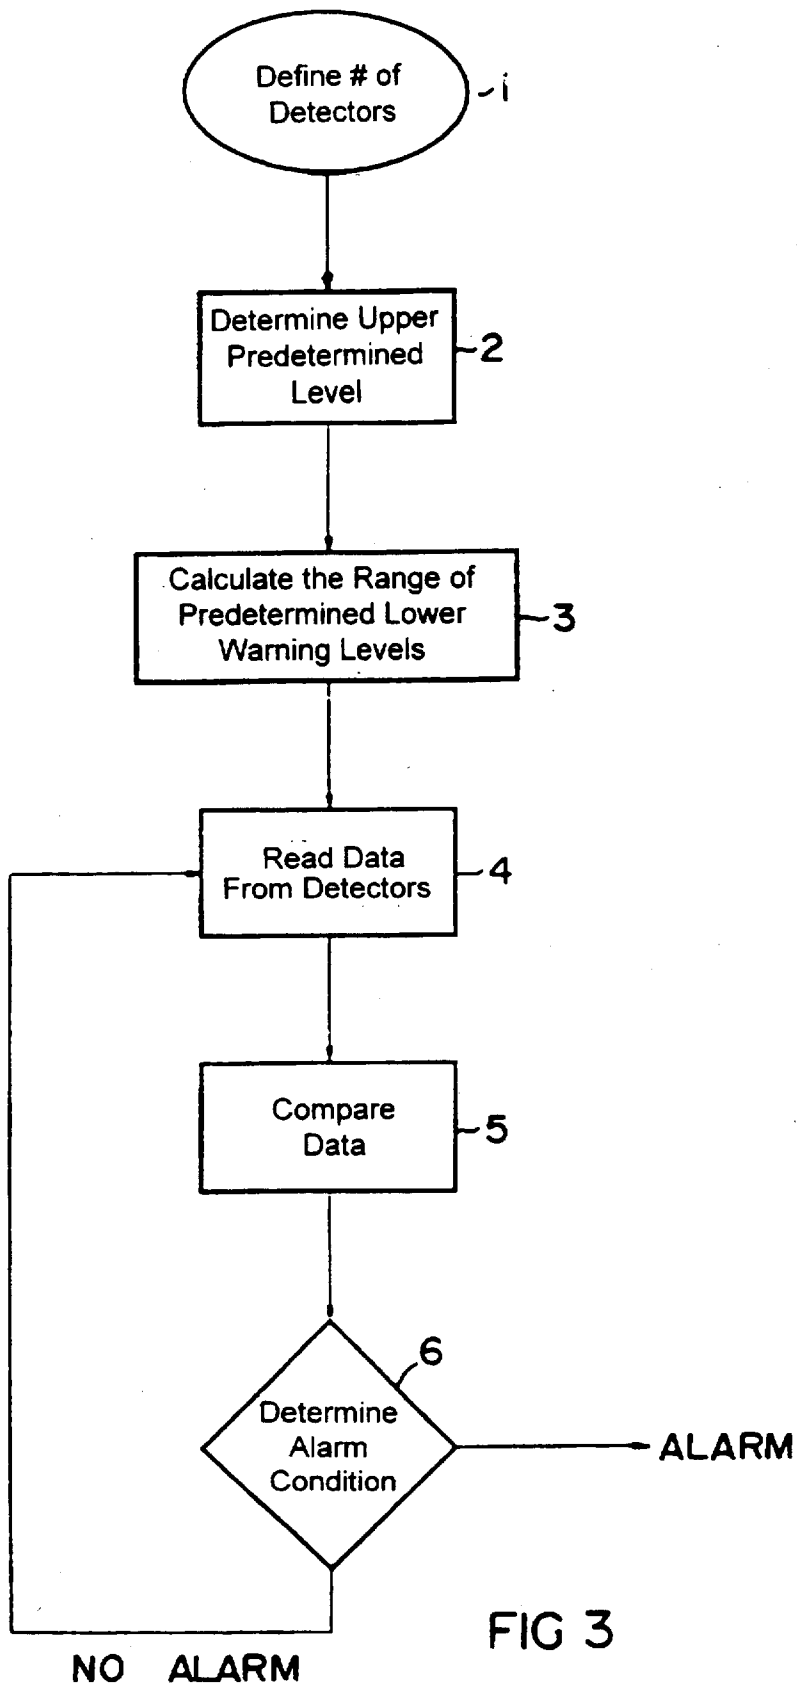 Define # of
Detectors
1
Determine Upper
Predetermined
Level
2
Calculate the Range of
Predetermined Lower
Warning Levels
3
Read Data
From Detectors
4
Compare
Data
5
6
Determine
Alarm
Condition
ALARM
NO ALARM
FIG 3